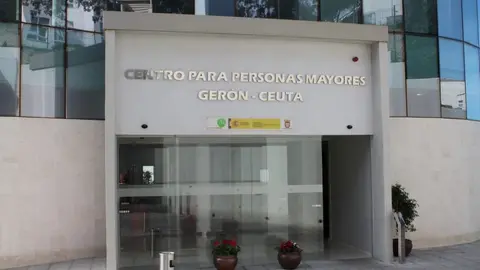 CENTRO PARA PERSONAS MAYORES
GERÓN - CEUTA